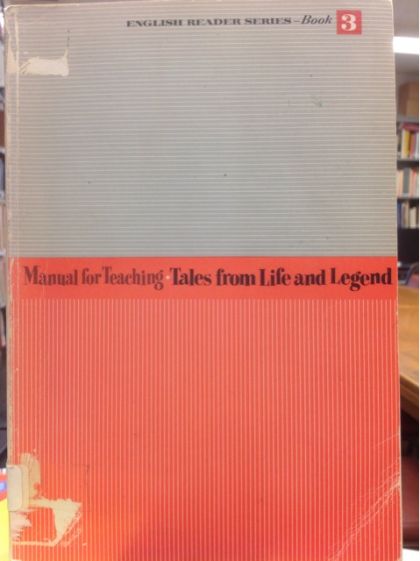 ENGLISH READER SERIES–Book 3
Manual for Teaching · Tales from Life and Legend